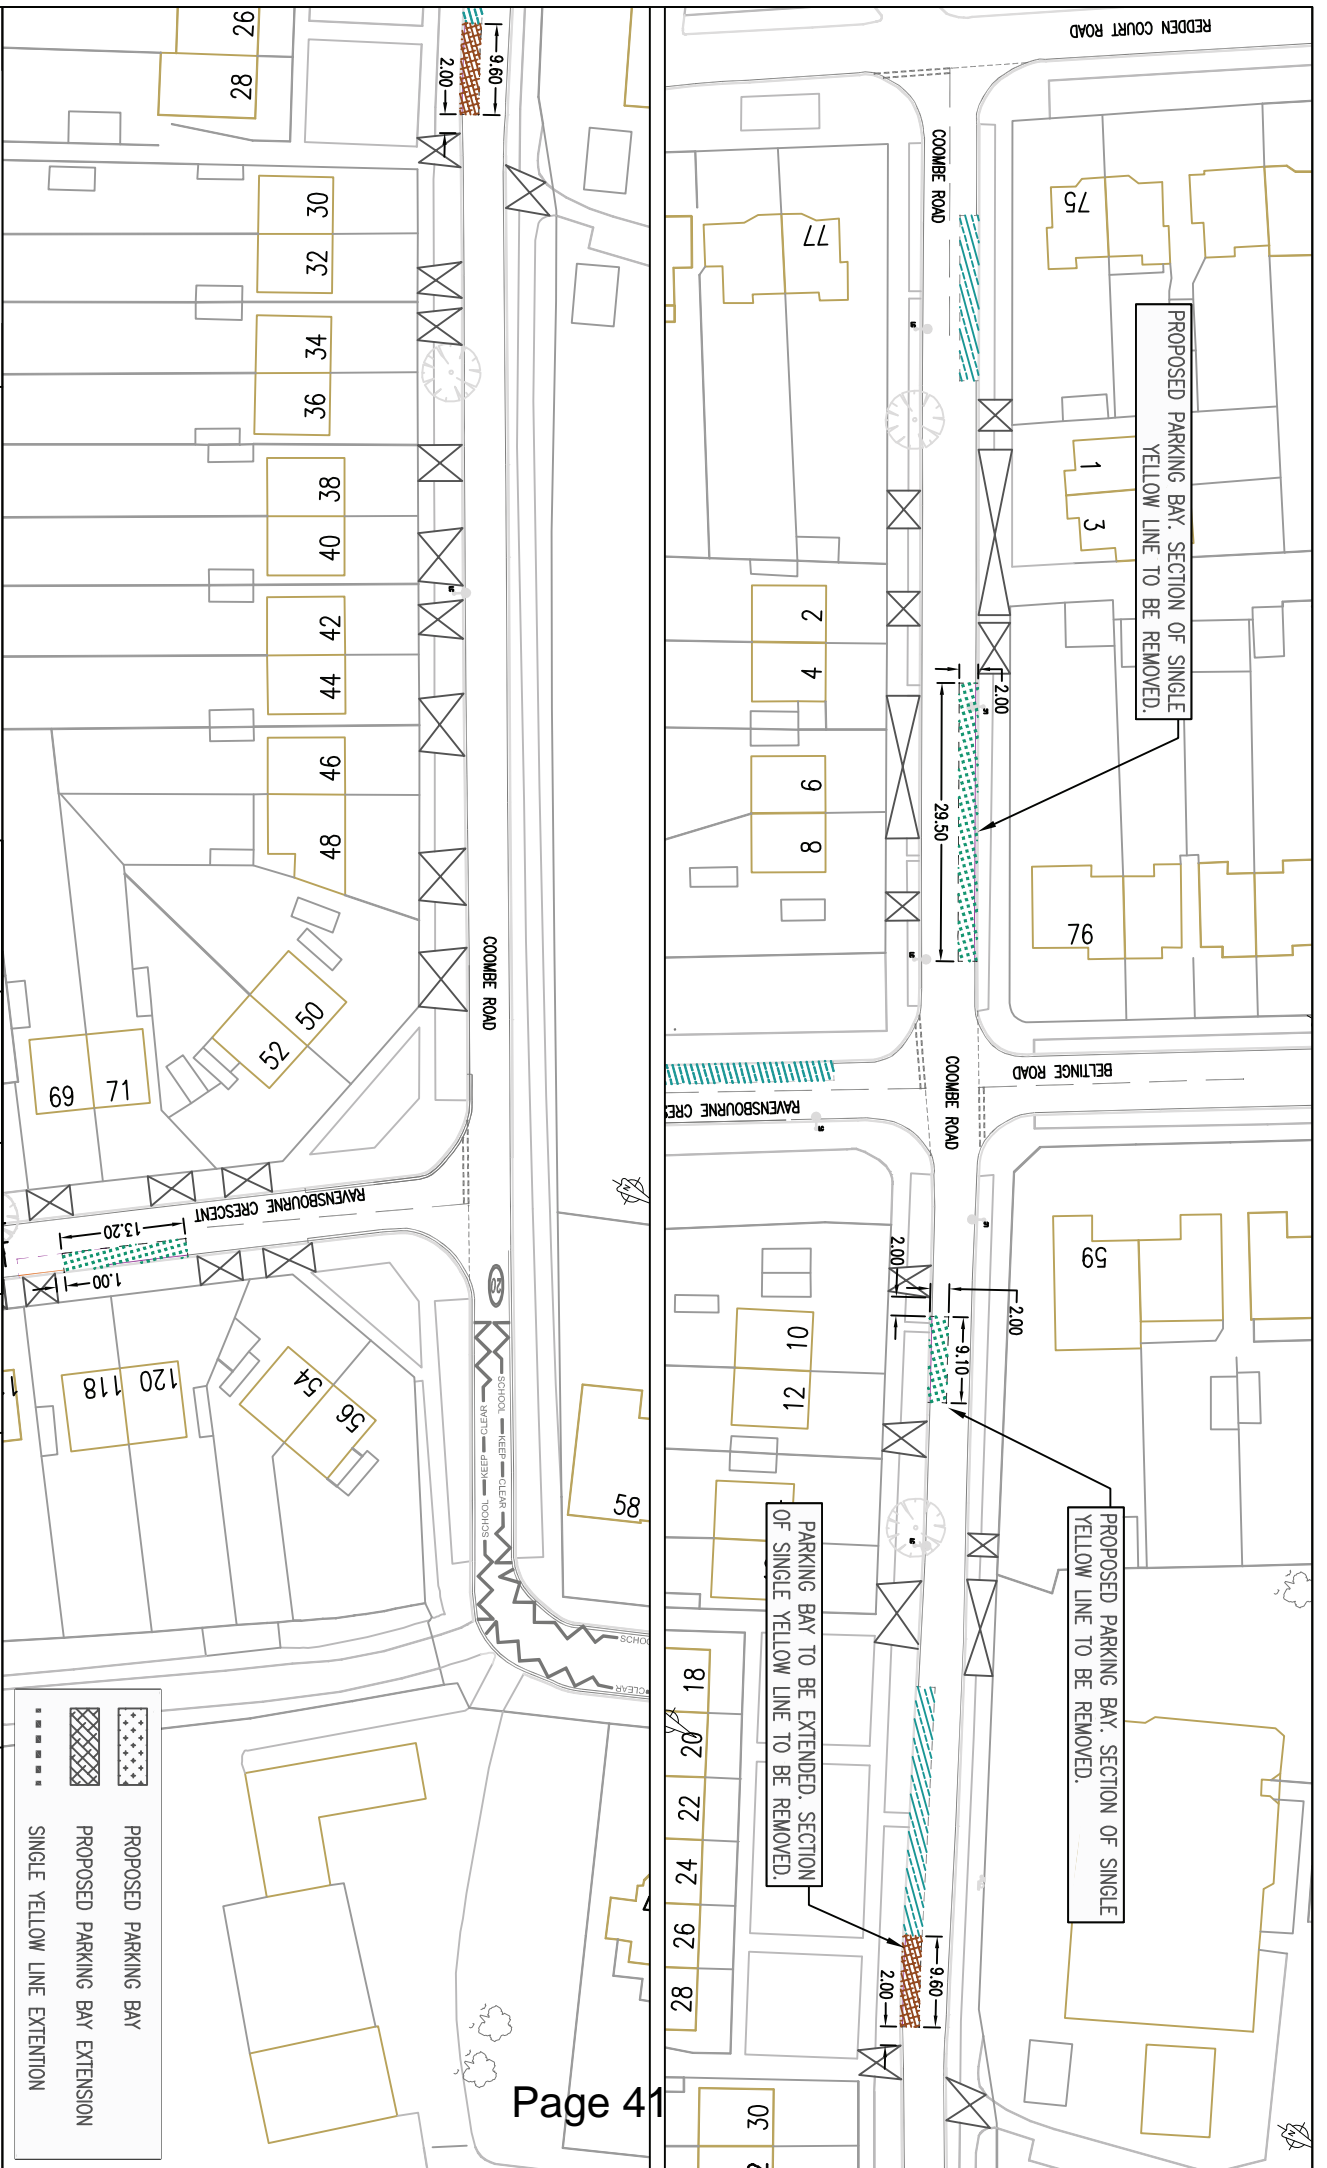 REDDEN COURT ROAD
COOMBE ROAD
75
77
PROPOSED PARKING BAY. SECTION OF SINGLE
YELLOW LINE TO BE REMOVED.
1
3
2
4
6
8
2.00
29.50
76
COOMBE ROAD
BELTINGE ROAD
RAVENSBOURNE CRES
59
2.00
2.00
9.10
10
12
PROPOSED PARKING BAY. SECTION OF SINGLE
YELLOW LINE TO BE REMOVED.
PARKING BAY TO BE EXTENDED. SECTION
OF SINGLE YELLOW LINE TO BE REMOVED.
18
20
22
24
26
28
9.60
2.00
30
26
28
9.60
2.00
30
32
34
36
38
40
42
44
46
48
50
52
COOMBE ROAD
69
71
RAVENSBOURNE CRESCENT
13.20
1.00
20
SCHOOL KEEP CLEAR
SCHOOL KEEP CLEAR
SCHOO
CLEAR
54
56
58
118
120
PROPOSED PARKING BAY
PROPOSED PARKING BAY EXTENSION
SINGLE YELLOW LINE EXTENTION
Page 41